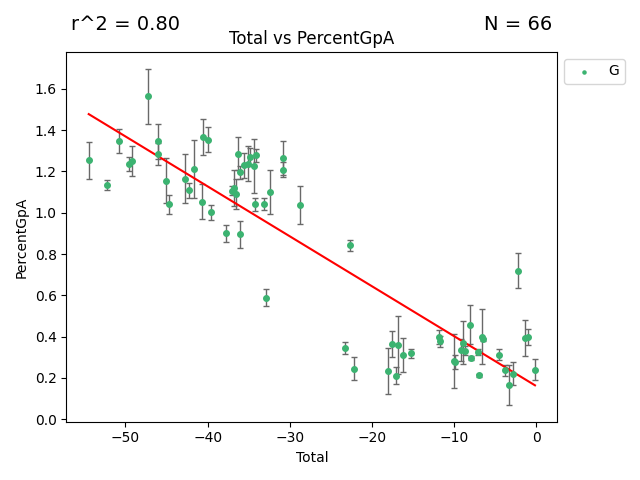 r^2 = 0.80
N = 66
Total vs PercentGpA
G
1.6
1.4
1.2
1.0
0.8
0.6
0.4
0.2
0.0
PercentGpA
−50 −40 −30 −20 −10 0
Total